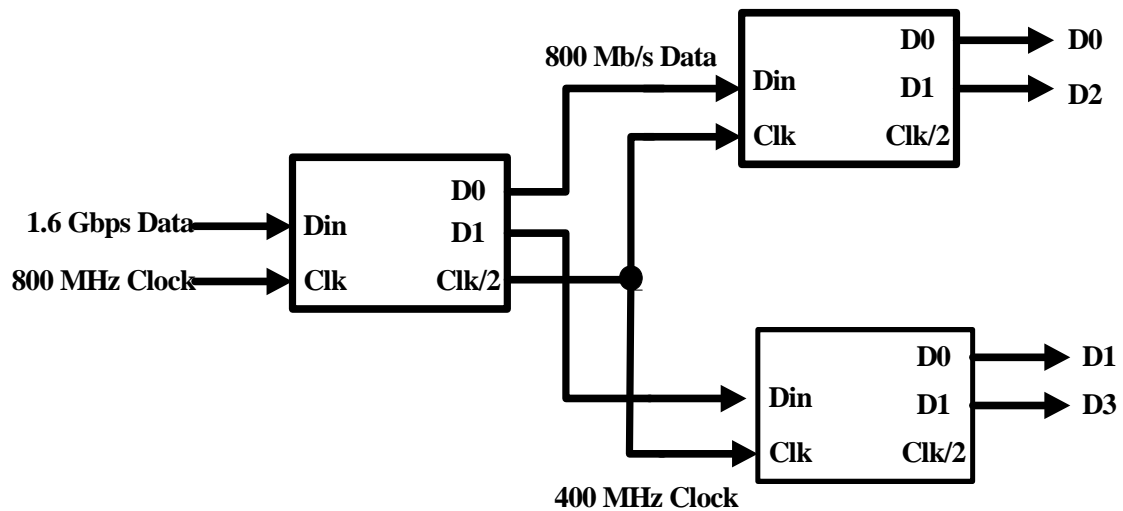 800 Mb/s Data
Din
Clk
D0
D1
Clk/2
D0
D2
1.6 Gbps Data
800 MHz Clock
Din
Clk
D0
D1
Clk/2
Din
Clk
D0
D1
Clk/2
D1
D3
400 MHz Clock